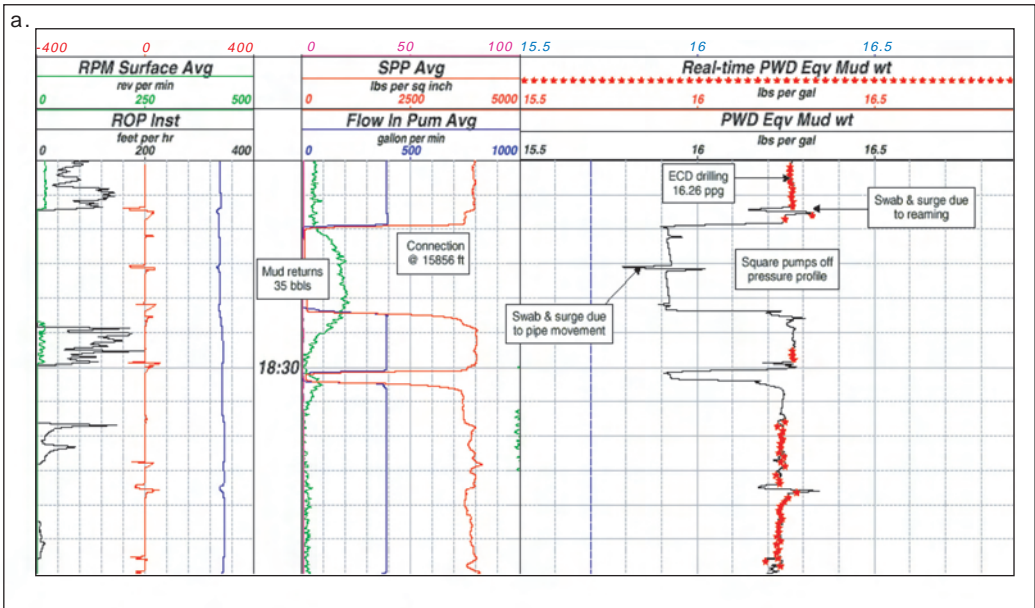 a.
-400 0 400 0 50 100 15.5 16 16.5
RPM Surface Avg SPP Avg Real-time PWD Eqv Mud wt
rev per min lbs per sq inch lbs per gal
0 250 500 0 2500 5000 15.5 16 16.5
ROP Inst Flow In Pum Avg PWD Eqv Mud wt
feet per hr gallon per min lbs per gal
0 200 400 0 500 1000 15.5 16 16.5
ECD drilling
16.26 ppg
Swab & surge due
to reaming
Connection
@ 15856 ft
Mud returns
35 bbls
Square pumps off
pressure profile
Swab & surge due
to pipe movement
18:30